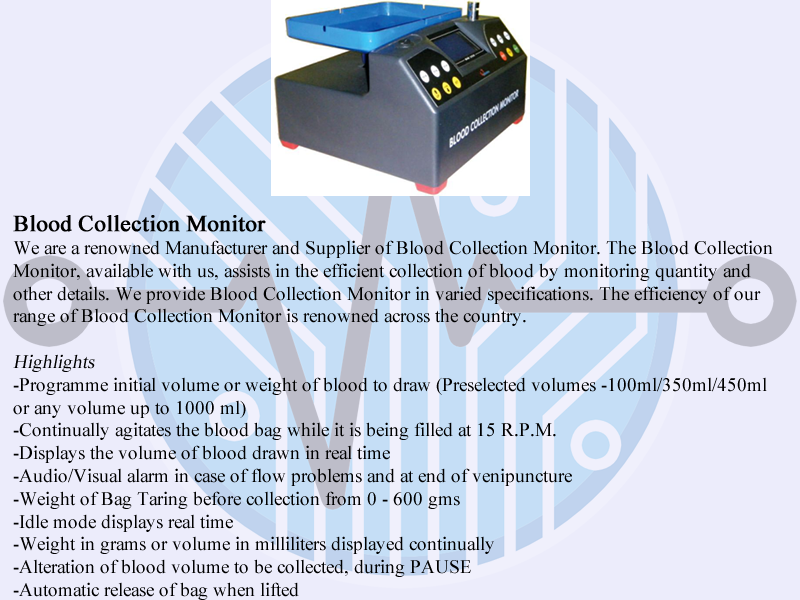 BLOOD COLLECTION MONITOR
Blood Collection Monitor
We are a renowned Manufacturer and Supplier of Blood Collection Monitor. The Blood Collection
Monitor, available with us, assists in the efficient collection of blood by monitoring quantity and
other details. We provide Blood Collection Monitor in varied specifications. The efficiency of our
range of Blood Collection Monitor is renowned across the country.
Highlights
-Programme initial volume or weight of blood to draw (Preselected volumes -100ml/350ml/450ml
or any volume up to 1000 ml)
-Continually agitates the blood bag while it is being filled at 15 R.P.M.
-Displays the volume of blood drawn in real time
-Audio/Visual alarm in case of flow problems and at end of venipuncture
-Weight of Bag Taring before collection from 0 - 600 gms
-Idle mode displays real time
-Weight in grams or volume in milliliters displayed continually
-Alteration of blood volume to be collected, during PAUSE
-Automatic release of bag when lifted